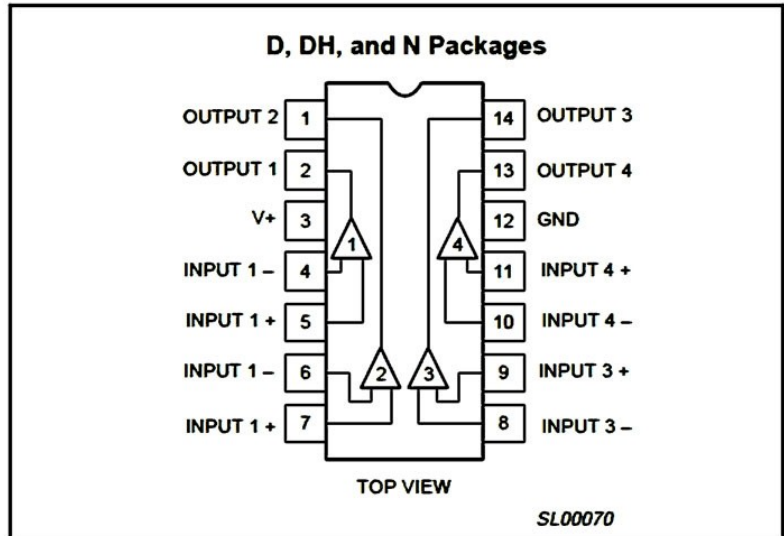 D, DH, and N Packages
OUTPUT 2 1 14 OUTPUT 3
OUTPUT 1 2 13 OUTPUT 4
V+ 3 12 GND
1 4
INPUT 1 – 4 11 INPUT 4 +
INPUT 1 + 5 10 INPUT 4 –
INPUT 1 – 6 2 3 9 INPUT 3 +
INPUT 1 + 7 8 INPUT 3 –
TOP VIEW
SL00070